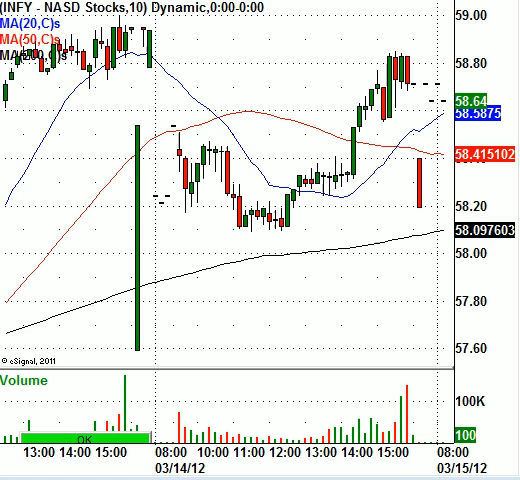 (INFY - NASD Stocks,10) Dynamic,0:00-0:00
MA(20,C)s
MA(50,C)s
MA(200,C)s
59.00
58.80
58.64
58.5875
58.415102
58.20
58.097603
58.00
57.80
57.60
© eSignal, 2011
Volume
100K
100
OK
13:00 14:00 15:00 08:00 10:00 11:00 12:00 13:00 14:00 15:00 08:00
03/14/12 03/15/12